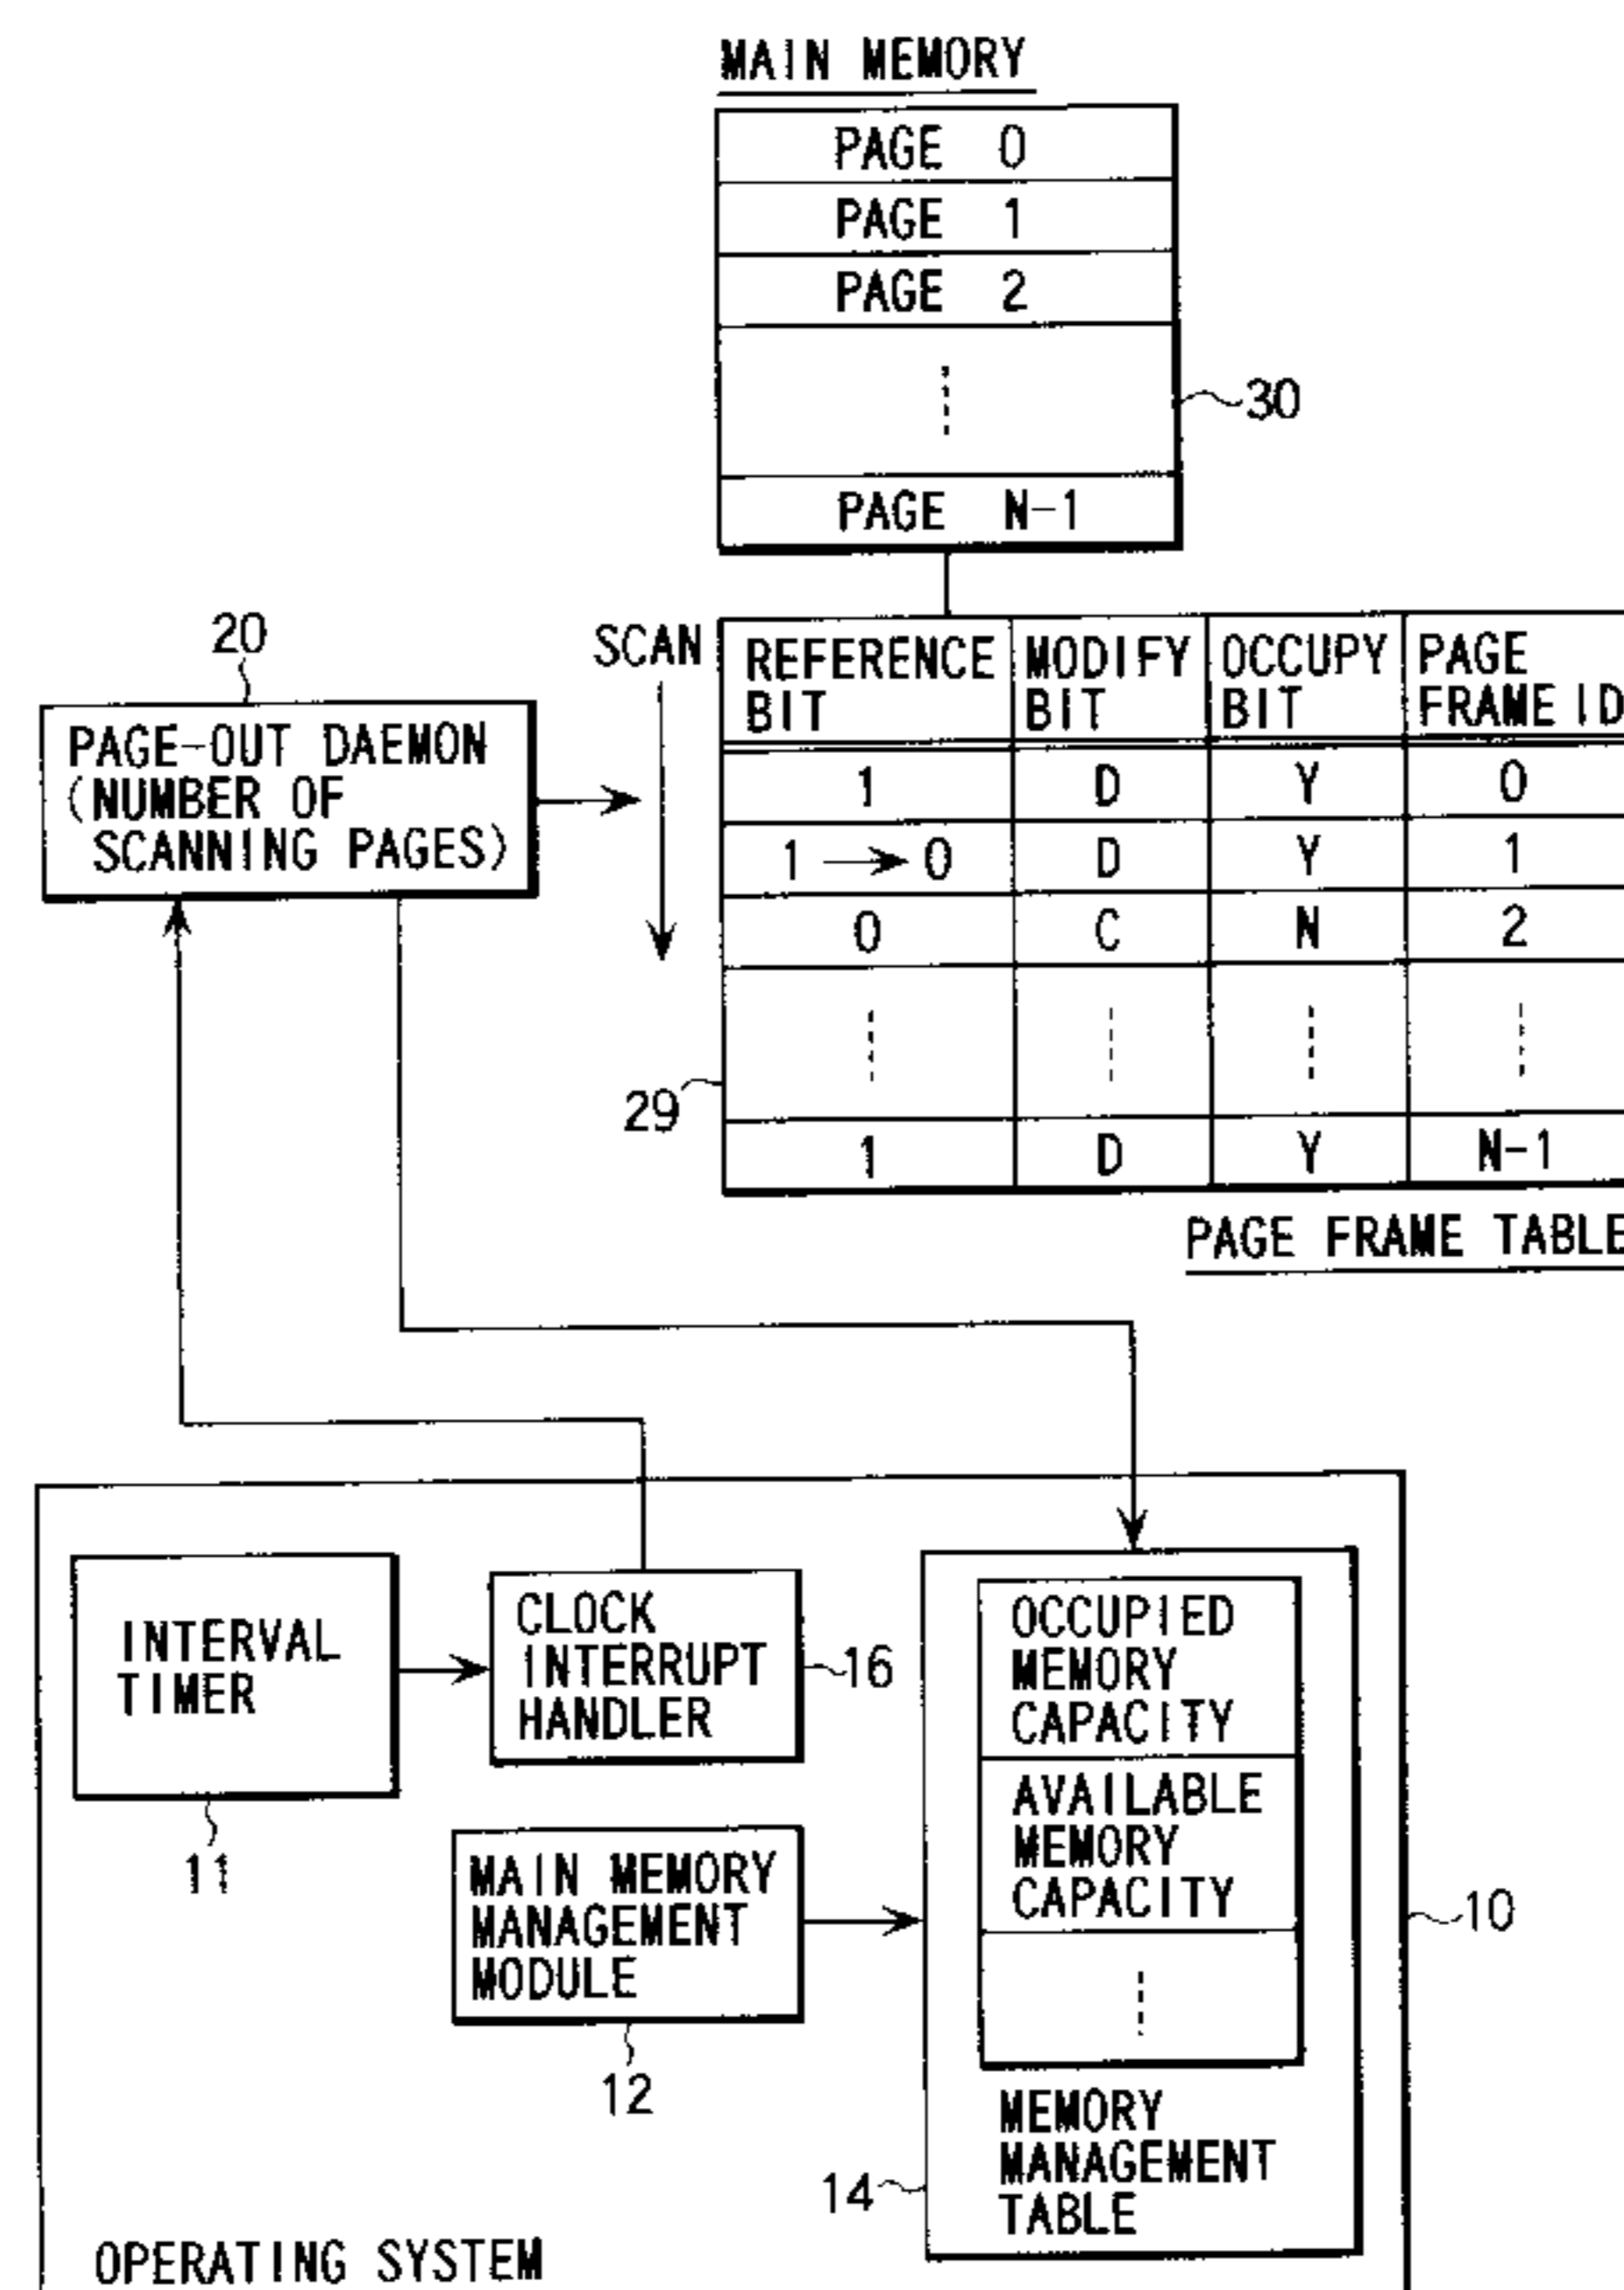 MAIN MEMORY
PAGE 0
PAGE 1
PAGE 2
30
PAGE N-1
20
SCAN
REFERENCE BIT
MODIFY BIT
OCCUPY BIT
PAGE FRAME ID
PAGE-OUT DAEMON
(NUMBER OF
SCANNING PAGES)
1 D Y 0
1 → 0 D Y 1
0 C N 2
29
1 D Y N-1
PAGE FRAME TABLE
INTERVAL
TIMER
11
CLOCK
INTERRUPT
HANDLER
16
OCCUPIED
MEMORY
CAPACITY
AVAILABLE
MEMORY
CAPACITY
10
MAIN MEMORY
MANAGEMENT
MODULE
12
MEMORY
MANAGEMENT
TABLE
14
OPERATING SYSTEM